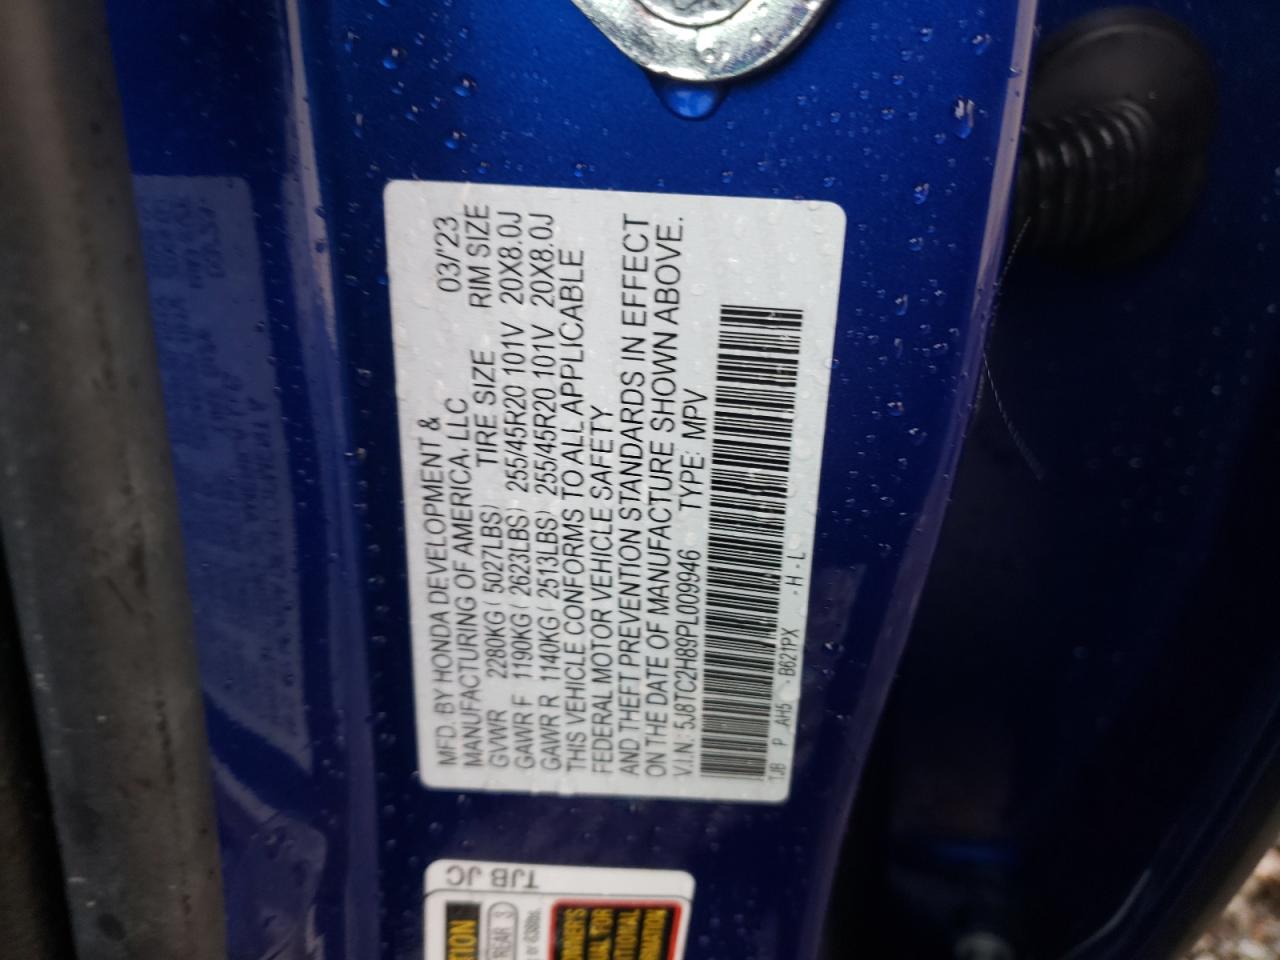 MFD. BY HONDA DEVELOPMENT &
MANUFACTURING OF AMERICA, LLC 03/'23
GVWR 2280KG ( 5027LBS) TIRE SIZE RIM SIZE
GAWR F 1190KG ( 2623LBS) 255/45R20 101V 20X8.0J
GAWR R 1140KG ( 2513LBS) 255/45R20 101V 20X8.0J
THIS VEHICLE CONFORMS TO ALL APPLICABLE
FEDERAL MOTOR VEHICLE SAFETY
AND THEFT PREVENTION STANDARDS IN EFFECT
ON THE DATE OF MANUFACTURE SHOWN ABOVE.
V.I.N.: 5J8TC2H89PL009946 TYPE: MPV
TJB P AH5 - B621PX - H - L
TJB JC
REAR 3